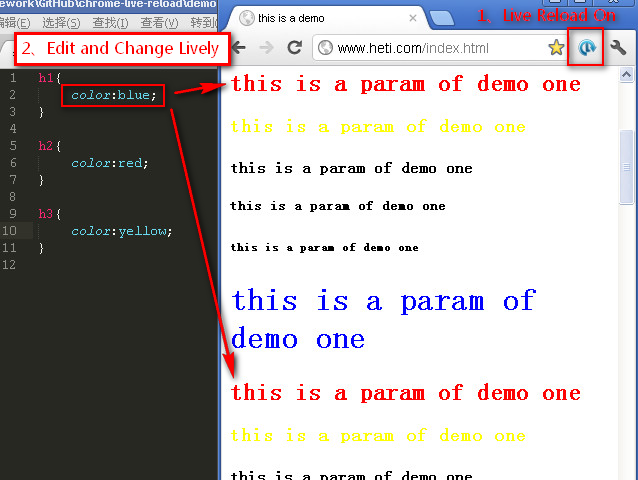 ework\GitHub\chrome-live-reload\demo
编辑(E) 选择(S) 查找(I) 查看(V) 转到(
2、Edit and Change Lively
1 h1{
2 color:blue;
3 }
4
5 h2{
6 color:red;
7 }
8
9 h3{
10 color:yellow;
11 }
12
this is a demo
1、Live Reload On
www.heti.com/index.html
this is a param of demo one
this is a param of demo one
this is a param of demo one
this is a param of demo one
this is a param of demo one
this is a param of
demo one
this is a param of demo one
this is a param of demo one
this is a param of demo one